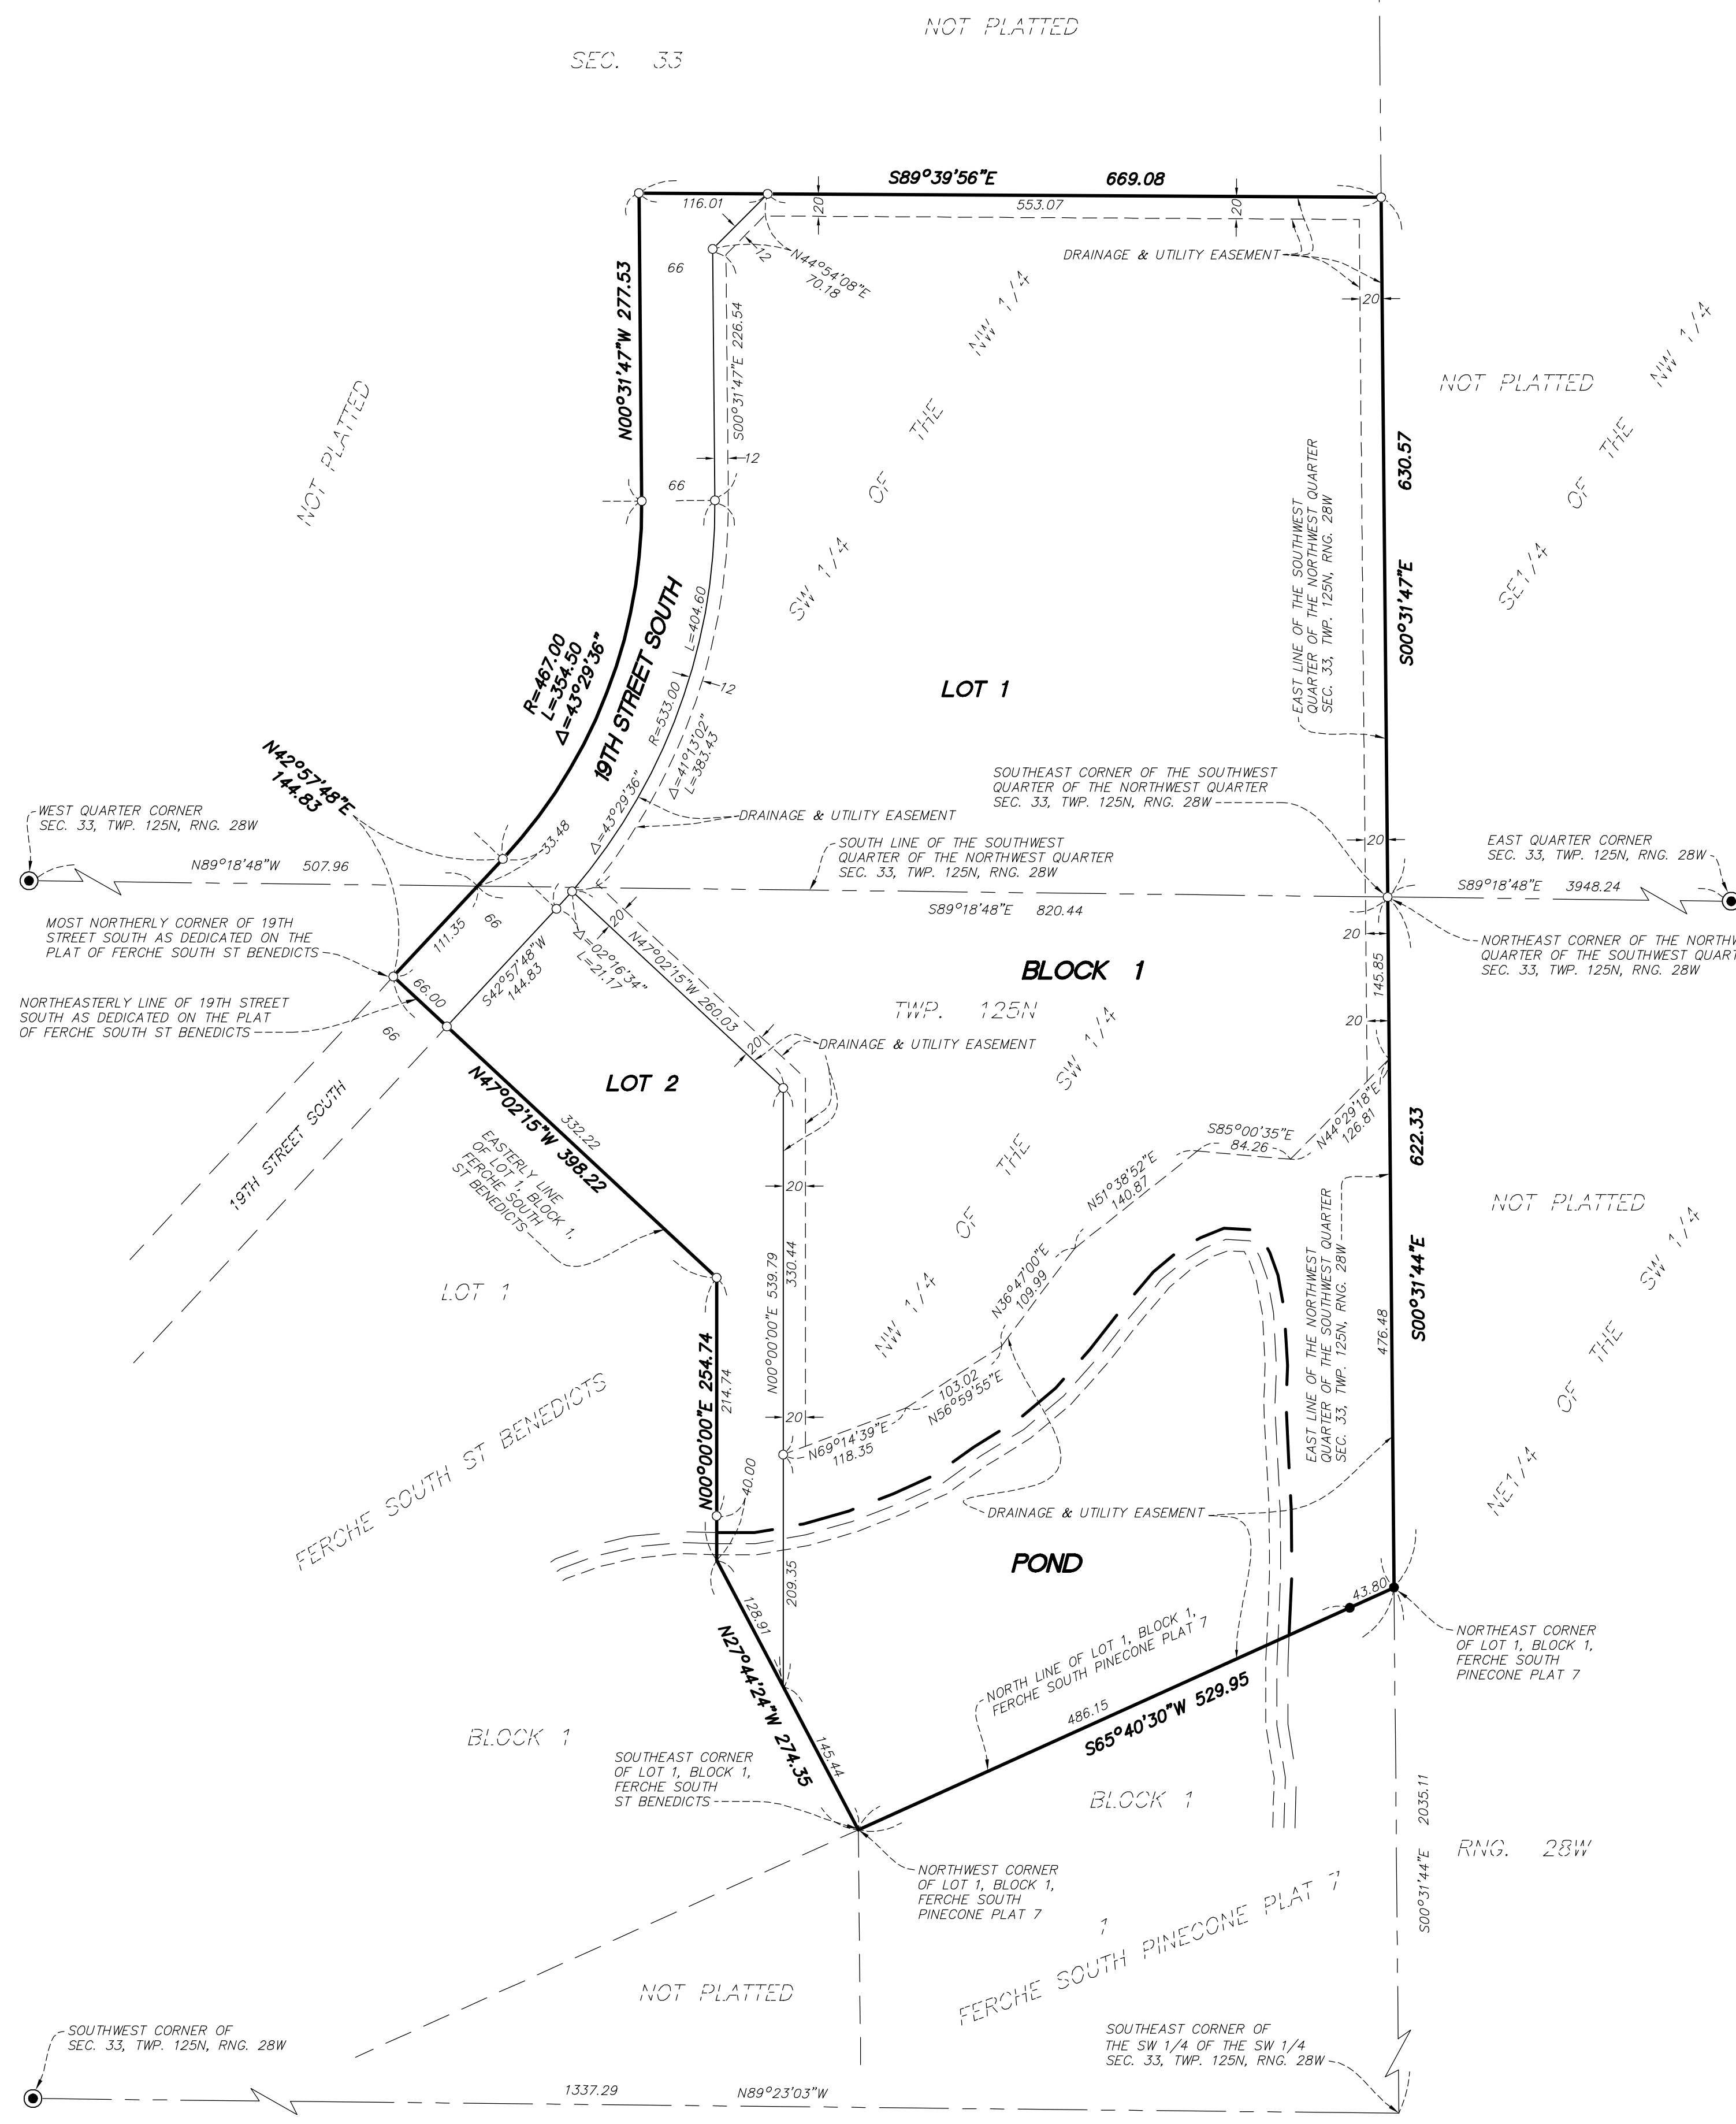 NOT PLATTED
SEC. 33
S89°39'56"E 669.08
116.01
20
553.07
20
DRAINAGE & UTILITY EASEMENT
66
12
N44°54'08"E
70.18
20
N00°31'47"W 277.53
S00°31'47"E 226.54
12
66
NOT PLATTED
SW 1/4 OF THE NW 1/4
NOT PLATTED
SE1/4 OF THE NW 1/4
630.57
S00°31'47"E
EAST LINE OF THE SOUTHWEST
QUARTER OF THE NORTHWEST QUARTER
SEC. 33, TWP. 125N, RNG. 28W
R=467.00
L=354.50
Δ=43°29'36"
19TH STREET SOUTH
L=404.60
R=533.00
Δ=43°29'36"
12
Δ=41°13'02"
L=383.43
LOT 1
N42°57'48"E
144.83
SOUTHEAST CORNER OF THE SOUTHWEST
QUARTER OF THE NORTHWEST QUARTER
SEC. 33, TWP. 125N, RNG. 28W
WEST QUARTER CORNER
SEC. 33, TWP. 125N, RNG. 28W
DRAINAGE & UTILITY EASEMENT
33.48
SOUTH LINE OF THE SOUTHWEST
QUARTER OF THE NORTHWEST QUARTER
SEC. 33, TWP. 125N, RNG. 28W
20
EAST QUARTER CORNER
SEC. 33, TWP. 125N, RNG. 28W
N89°18'48"W 507.96
S89°18'48"E 3948.24
S89°18'48"E 820.44
MOST NORTHERLY CORNER OF 19TH
STREET SOUTH AS DEDICATED ON THE
PLAT OF FERCHE SOUTH ST BENEDICTS
111.35
66
20
Δ=02°16'34"
L=21.17
N47°02'15"W 260.03
20
20
145.85
20
NORTHEAST CORNER OF THE NORTHW
QUARTER OF THE SOUTHWEST QUART
SEC. 33, TWP. 125N, RNG. 28W
BLOCK 1
TWP. 125N
NORTHEASTERLY LINE OF 19TH STREET
SOUTH AS DEDICATED ON THE PLAT
OF FERCHE SOUTH ST BENEDICTS
66.00
66
S42°57'48"W
144.83
DRAINAGE & UTILITY EASEMENT
LOT 2
19TH STREET SOUTH
N47°02'15"W 398.22
332.22
EASTERLY LINE
OF LOT 1, BLOCK 1,
FERCHE SOUTH
ST BENEDICTS
NW 1/4 OF THE SW 1/4
S85°00'35"E
84.26
N44°29'18"E
126.81
N51°38'52"E
140.87
20
622.33
S00°31'44"E
476.48
NOT PLATTED
NE1/4 OF THE SW 1/4
EAST LINE OF THE NORTHWEST
QUARTER OF THE SOUTHWEST QUARTER
SEC. 33, TWP. 125N, RNG. 28W
N00°00'00"E 539.79
330.44
N36°47'00"E
109.99
LOT 1
N00°00'00"E 254.74
214.74
103.02
N56°59'55"E
20
N69°14'39"E
118.35
FERCHE SOUTH ST BENEDICTS
40.00
DRAINAGE & UTILITY EASEMENT
POND
209.35
128.91
N27°44'24"W 274.35
145.44
43.80
NORTHEAST CORNER
OF LOT 1, BLOCK 1,
FERCHE SOUTH
PINECONE PLAT 7
NORTH LINE OF LOT 1, BLOCK 1,
FERCHE SOUTH PINECONE PLAT 7
486.15
S65°40'30"W 529.95
BLOCK 1
SOUTHEAST CORNER
OF LOT 1, BLOCK 1,
FERCHE SOUTH
ST BENEDICTS
BLOCK 1
S00°31'44"E 2035.11
RNG. 28W
NORTHWEST CORNER
OF LOT 1, BLOCK 1,
FERCHE SOUTH
PINECONE PLAT 7
1
FERCHE SOUTH PINECONE PLAT 7
NOT PLATTED
SOUTHWEST CORNER OF
SEC. 33, TWP. 125N, RNG. 28W
SOUTHEAST CORNER OF
THE SW 1/4 OF THE SW 1/4
SEC. 33, TWP. 125N, RNG. 28W
1337.29 N89°23'03"W